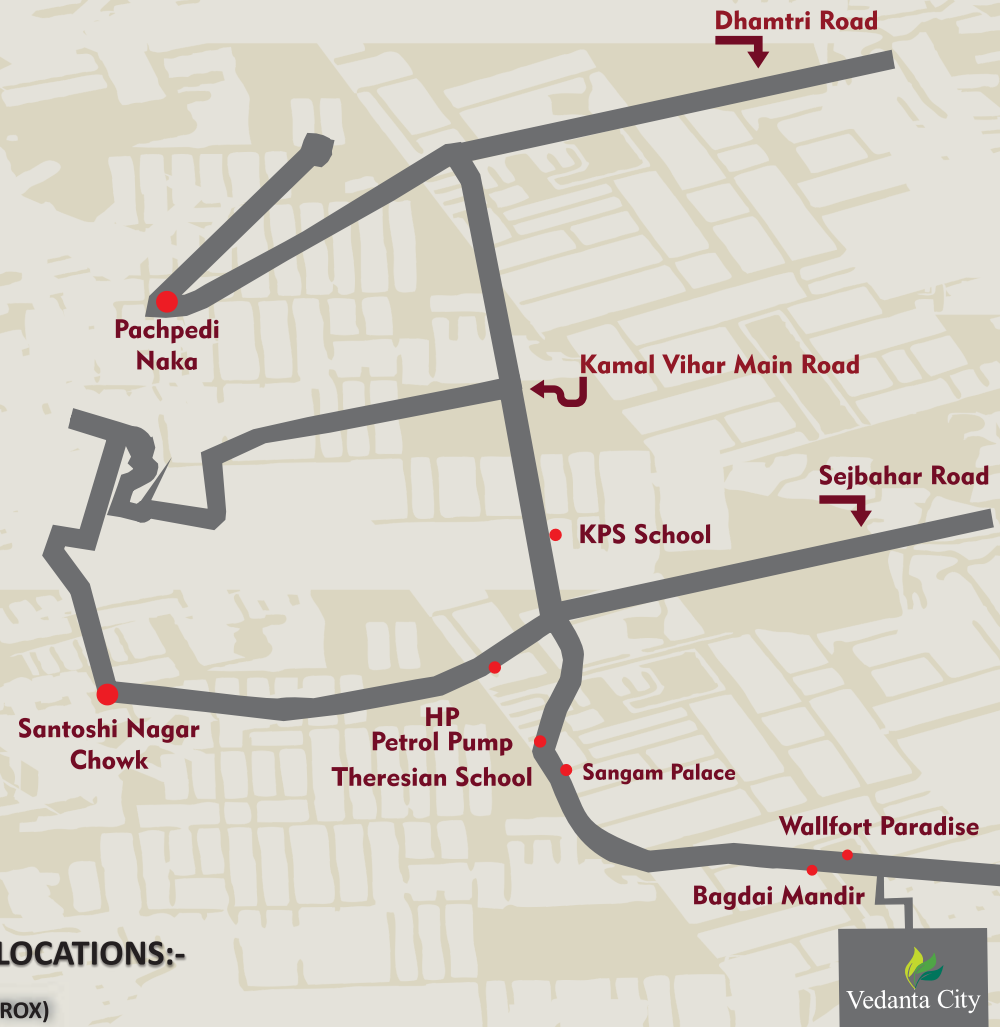 Dhamtri Road
Pachpedi
Naka
Kamal Vihar Main Road
Sejbahar Road
KPS School
HP
Petrol Pump
Santoshi Nagar
Chowk
Theresian School
Sangam Palace
Wallfort Paradise
Bagdai Mandir
LOCATIONS:-
Vedanta City
ROX)